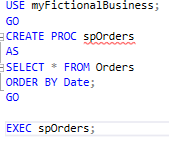 USE myFictionalBusiness;
GO
CREATE PROC spOrders
AS
SELECT * FROM Orders
ORDER BY Date;
GO
EXEC spOrders;